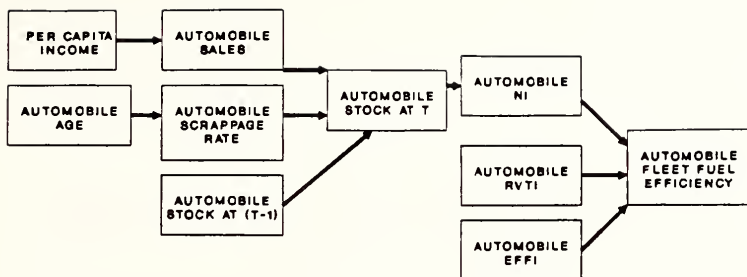 PER CAPITA
INCOME
AUTOMOBILE
SALES
AUTOMOBILE
AGE
AUTOMOBILE
SCRAPPAGE
RATE
AUTOMOBILE
STOCK AT (T-1)
AUTOMOBILE
STOCK AT T
AUTOMOBILE
NI
AUTOMOBILE
RVTI
AUTOMOBILE
EFFI
AUTOMOBILE
FLEET FUEL
EFFICIENCY